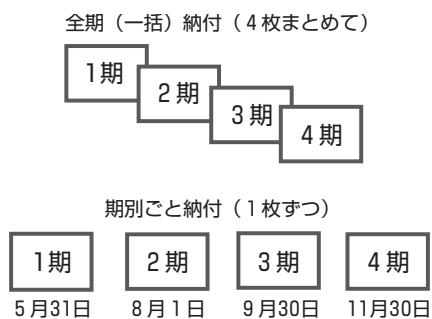 全期（一括）納付（４枚まとめて）
1期
２期
３期
４期
期別ごと納付（１枚ずつ）
1期 ２期 ３期 ４期
５月31日 ８月１日 ９月30日 11月30日